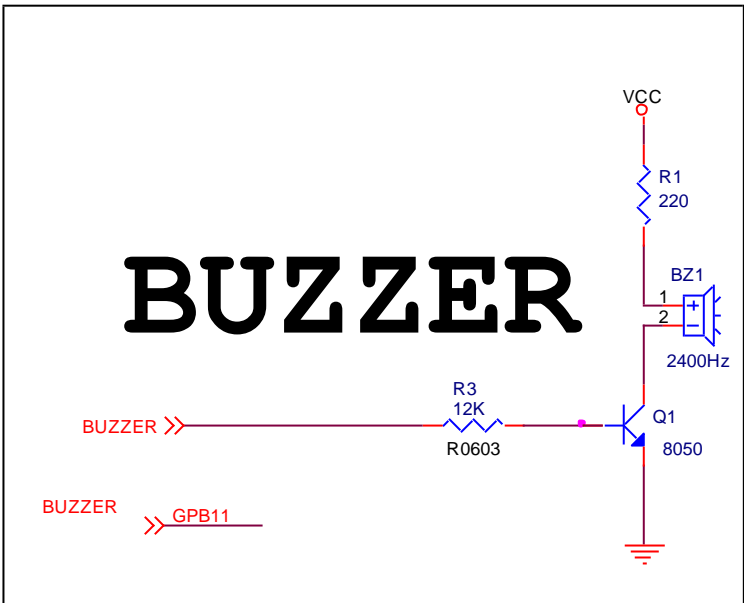 VCC
R1
220
BUZZER
BZ1
1
+
2
-
2400Hz
R3
12K
BUZZER
R0603
Q1
8050
BUZZER
GPB11